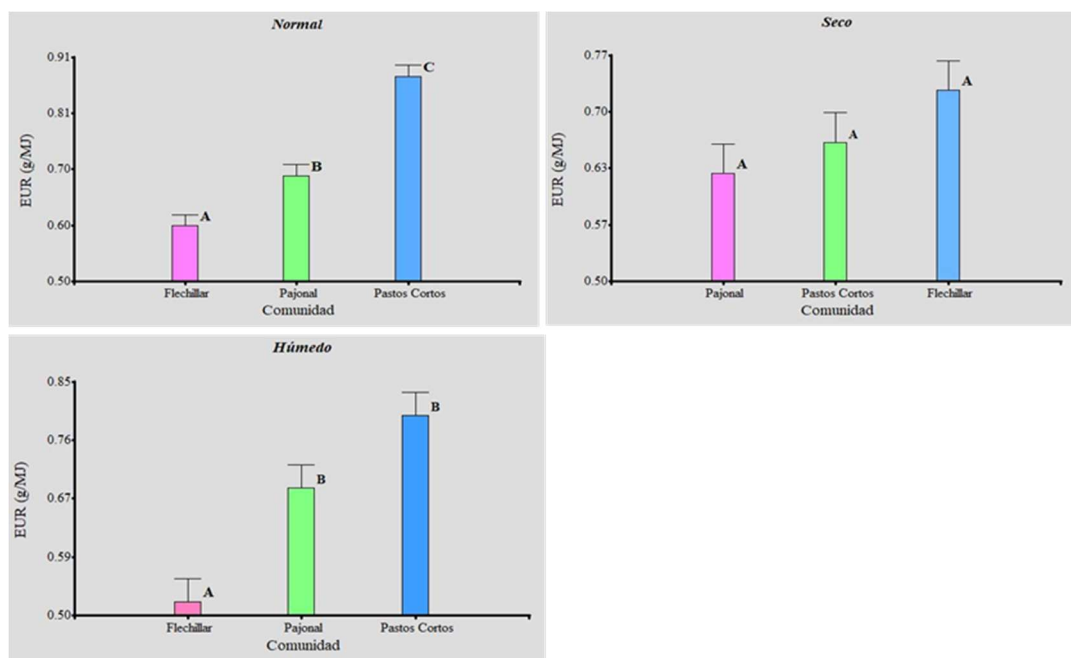 Normal
0.91
0.81
0.70
0.60
0.50
EUR (g/MJ)
A
B
C
Flechillar Pajonal Pastos Cortos
Comunidad
Seco
0.77
0.70
0.63
0.57
0.50
EUR (g/MJ)
A
A
A
Pajonal Pastos Cortos Flechillar
Comunidad
Húmedo
0.85
0.76
0.67
0.59
0.50
EUR (g/MJ)
A
B
B
Flechillar Pajonal Pastos Cortos
Comunidad